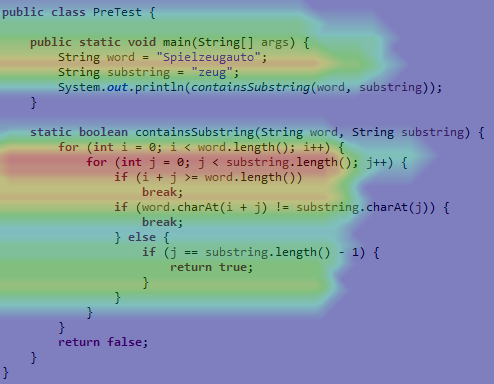 public class PreTest {
public static void main(String[] args) {
String word = "Spielzeugauto";
String substring = "zeug";
System.out.println(containsSubstring(word, substring));
}
static boolean containsSubstring(String word, String substring) {
for (int i = 0; i < word.length(); i++) {
for (int j = 0; j < substring.length(); j++) {
if (i + j >= word.length())
break;
if (word.charAt(i + j) != substring.charAt(j)) {
break;
} else {
if (j == substring.length() - 1) {
return true;
}
}
}
}
return false;
}
}